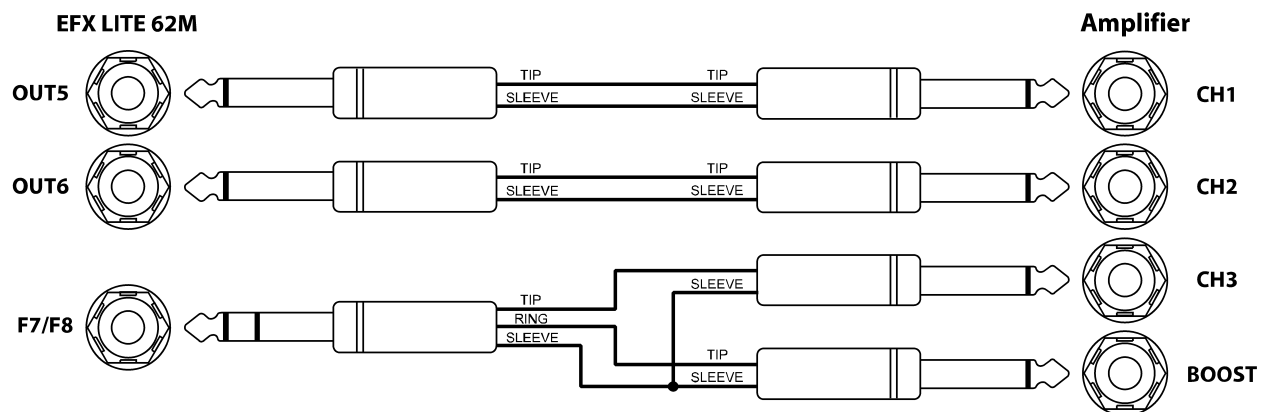 EFX LITE 62M
Amplifier
OUT5
TIP
TIP
SLEEVE
SLEEVE
CH1
OUT6
TIP
TIP
SLEEVE
SLEEVE
CH2
SLEEVE
CH3
F7/F8
TIP
RING
SLEEVE
TIP
SLEEVE
BOOST